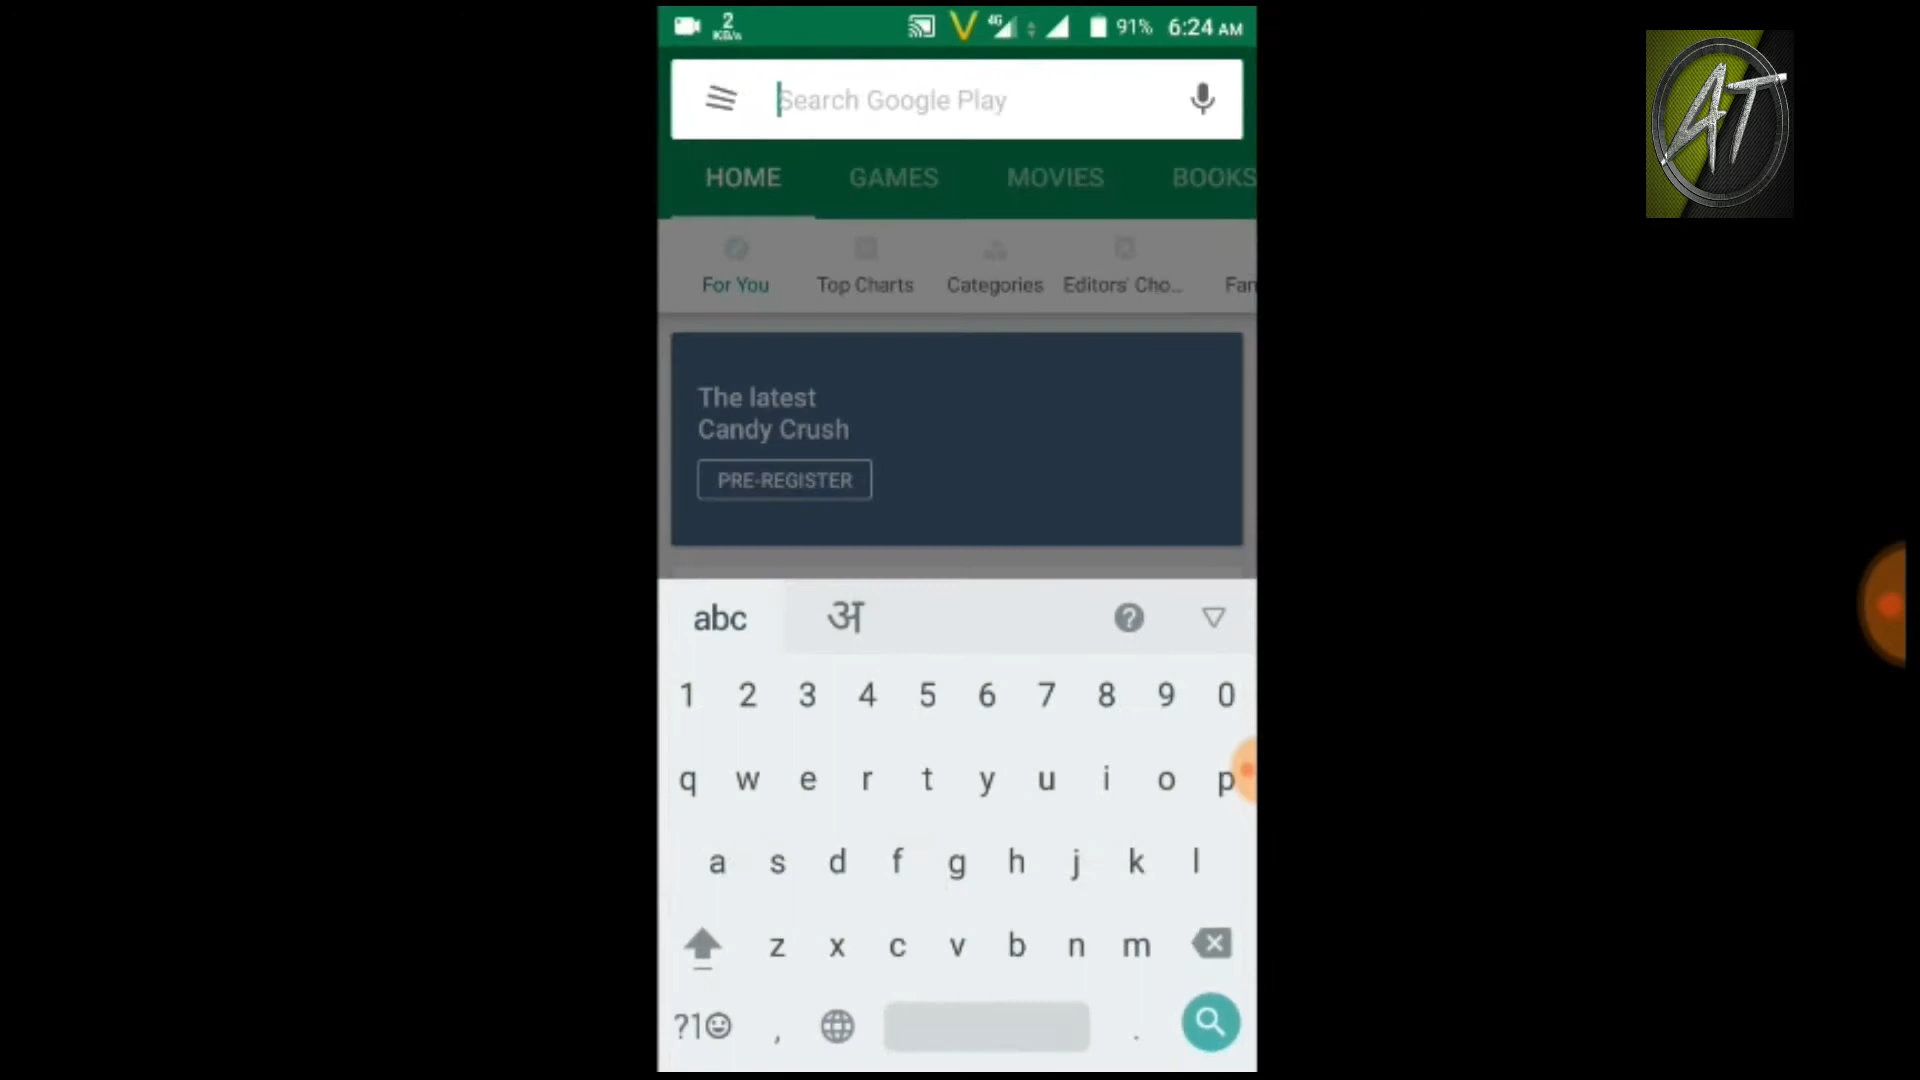 2
KB/s
4G
91% 6:24 AM
Search Google Play
HOME GAMES MOVIES BOOKS
For You Top Charts Categories Editors' Cho... Fan
The latest
Candy Crush
PRE-REGISTER
abc अ ?
1 2 3 4 5 6 7 8 9 0
q w e r t y u i o p
a s d f g h j k l
z x c v b n m
?1☺ , .
AT